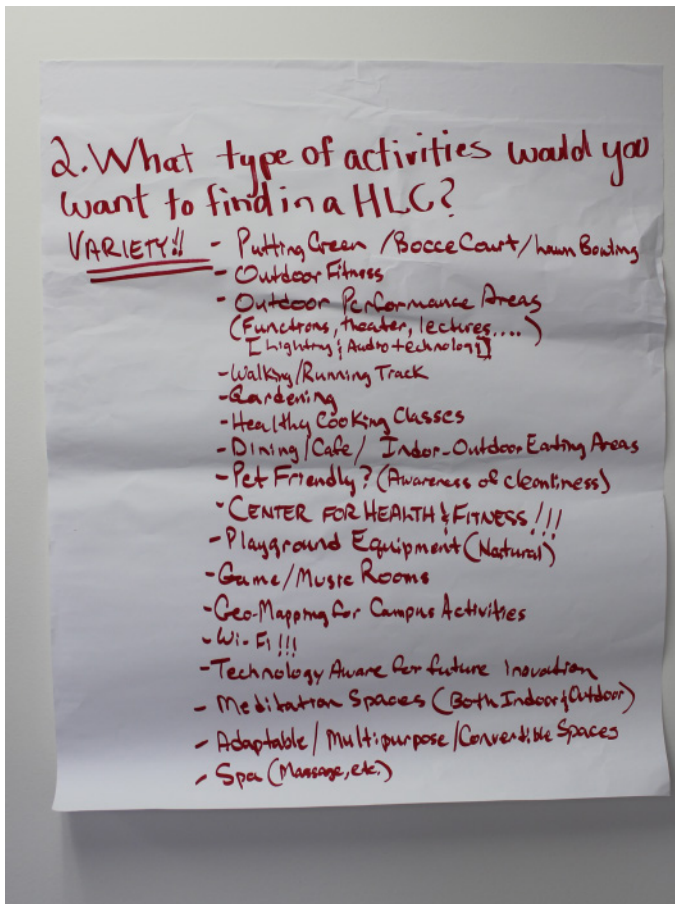 2. What type of activities would you
want to find in a HLC?
VARIETY!! - Putting Green / Bocce Court / Lawn Bowling
- Outdoor Fitness
- Outdoor Performance Areas
(Functions, theater, lectures....)
[Lighting & Audio technology]
- Walking/Running Track
- Gardening
- Healthy Cooking Classes
- Dining / Cafe / Indor-Outdoor Eating Areas
- Pet Friendly? (Awareness of cleanliness)
- CENTER FOR HEALTH & FITNESS!!!
- Playground Equipment (Natural)
- Game/Music Rooms
- Geo-Mapping for Campus Activities
- Wi-Fi!!!
- Technology Aware for future Inovation
- Meditation Spaces (Both Indoor & Outdoor)
- Adaptable / Multipurpose / Convertible Spaces
- Spa (Massage, etc.)